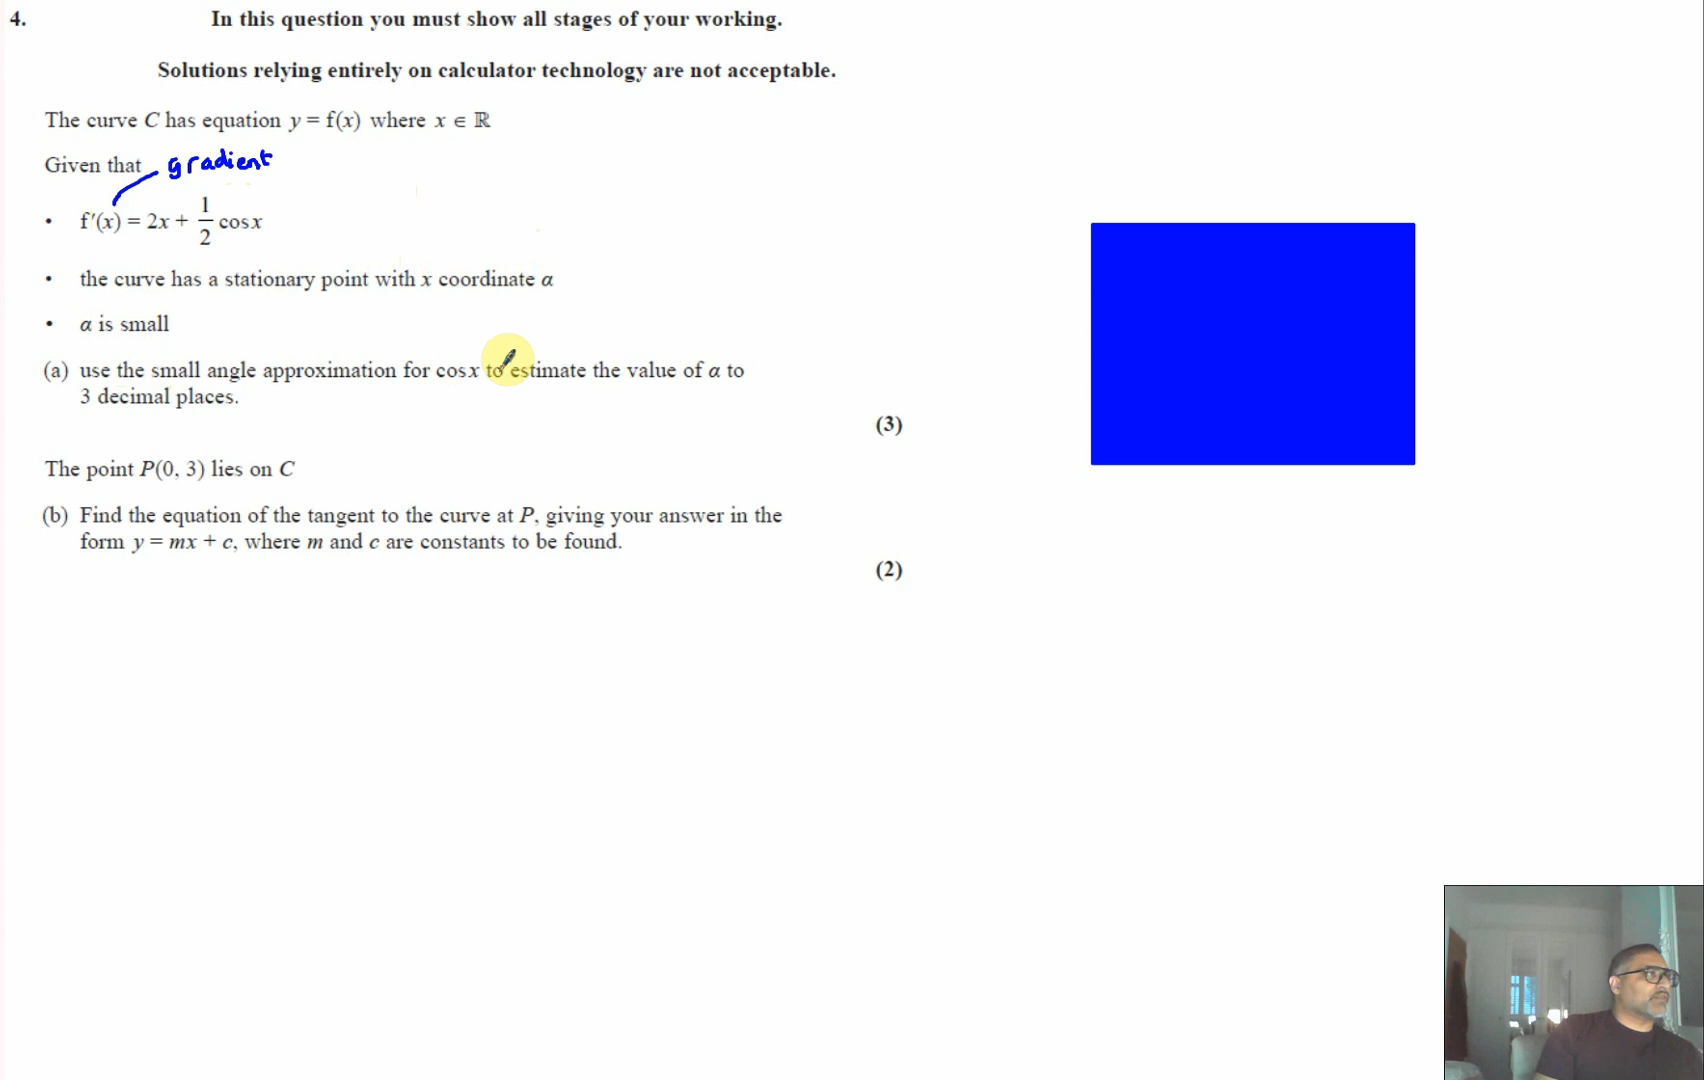 4. In this question you must show all stages of your working.
Solutions relying entirely on calculator technology are not acceptable.
The curve C has equation y = f(x) where x ∈ ℝ
Given that gradient
• f′(x) = 2x + 1/2 cos x
• the curve has a stationary point with x coordinate α
• α is small
(a) use the small angle approximation for cos x to estimate the value of α to
3 decimal places.
(3)
The point P(0, 3) lies on C
(b) Find the equation of the tangent to the curve at P, giving your answer in the
form y = mx + c, where m and c are constants to be found.
(2)